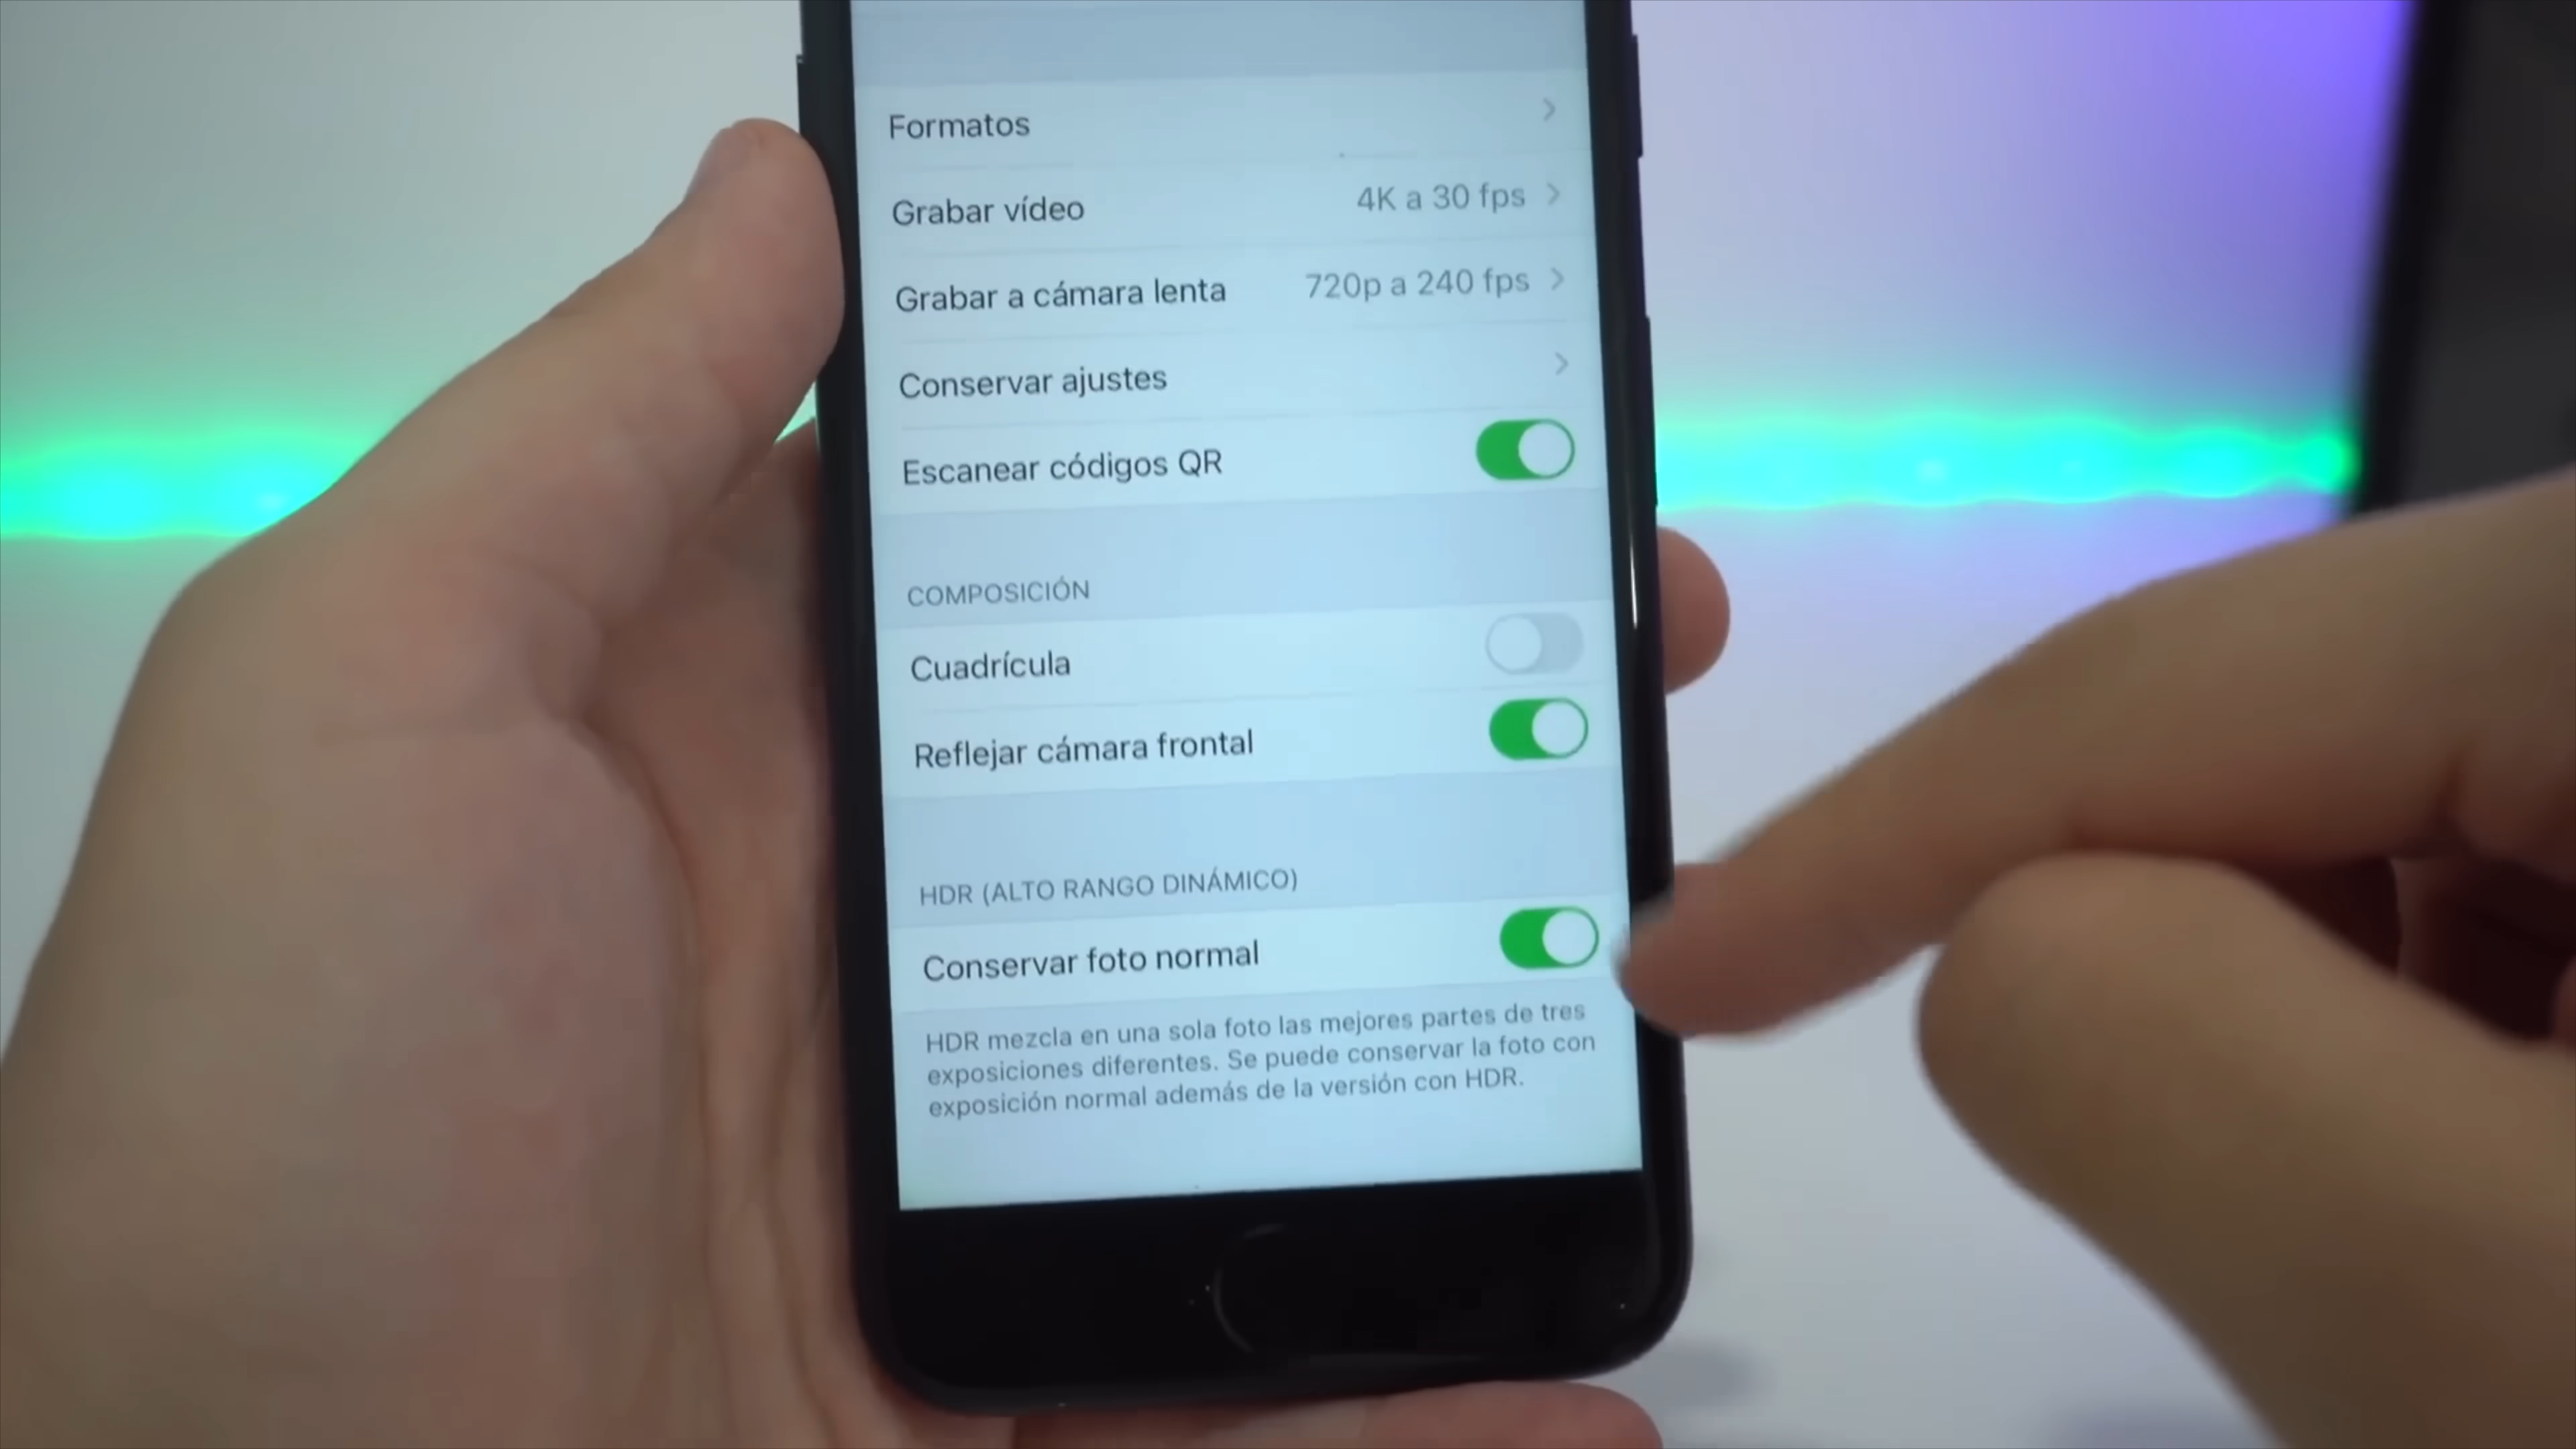 Formatos
Grabar vídeo 4K a 30 fps
Grabar a cámara lenta 720p a 240 fps
Conservar ajustes
Escanear códigos QR
COMPOSICIÓN
Cuadrícula
Reflejar cámara frontal
HDR (ALTO RANGO DINÁMICO)
Conservar foto normal
HDR mezcla en una sola foto las mejores partes de tres
exposiciones diferentes. Se puede conservar la foto con
exposición normal además de la versión con HDR.